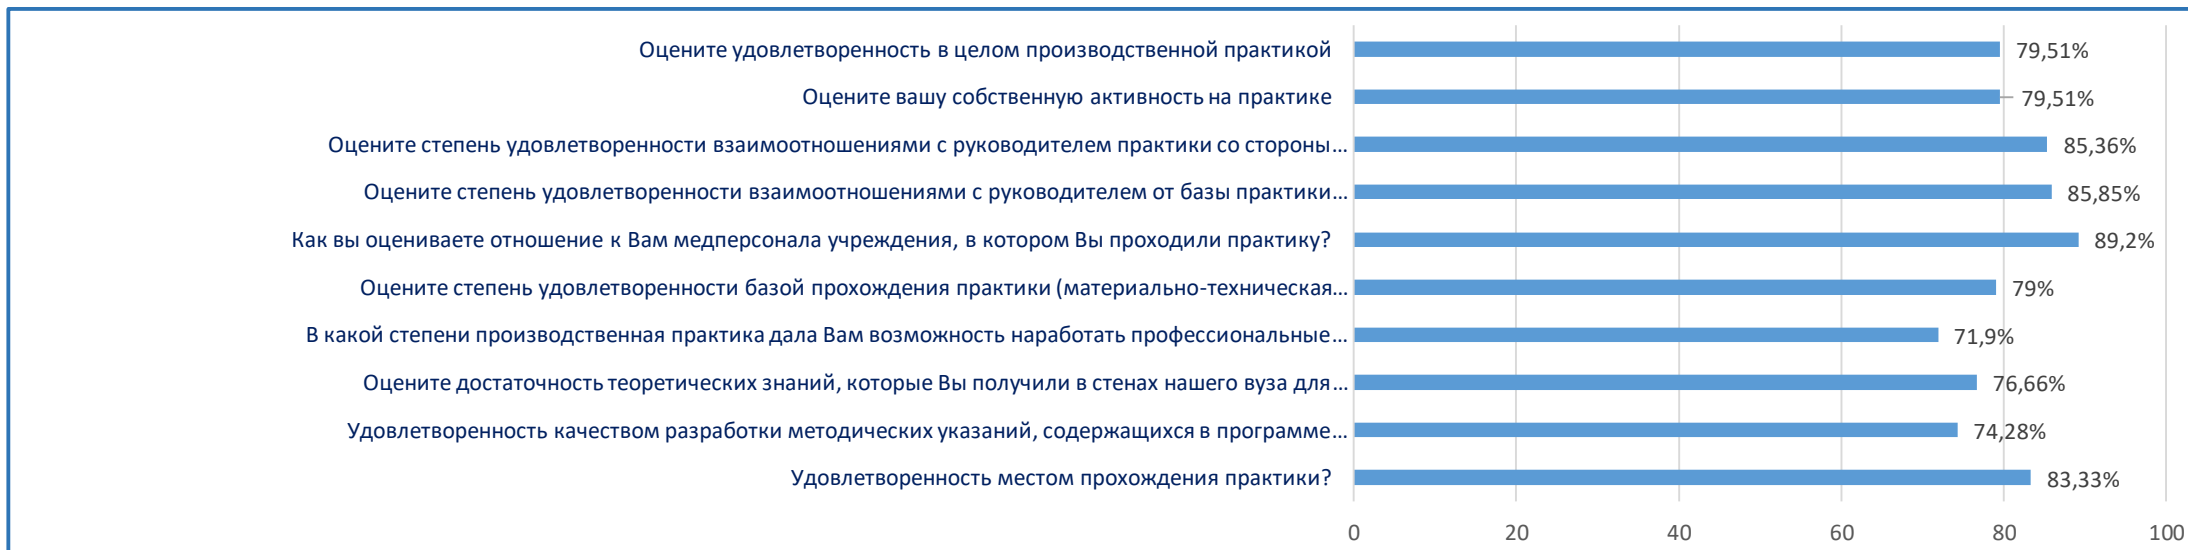 Оцените удовлетворенность в целом производственной практикой 79,51%
Оцените вашу собственную активность на практике 79,51%
Оцените степень удовлетворенности взаимоотношениями с руководителем практики со стороны... 85,36%
Оцените степень удовлетворенности взаимоотношениями с руководителем от базы практики... 85,85%
Как вы оцениваете отношение к Вам медперсонала учреждения, в котором Вы проходили практику? 89,2%
Оцените степень удовлетворенности базой прохождения практики (материально-техническая... 79%
В какой степени производственная практика дала Вам возможность наработать профессиональные... 71,9%
Оцените достаточность теоретических знаний, которые Вы получили в стенах нашего вуза для... 76,66%
Удовлетворенность качеством разработки методических указаний, содержащихся в программе... 74,28%
Удовлетворенность местом прохождения практики? 83,33%
0 20 40 60 80 100